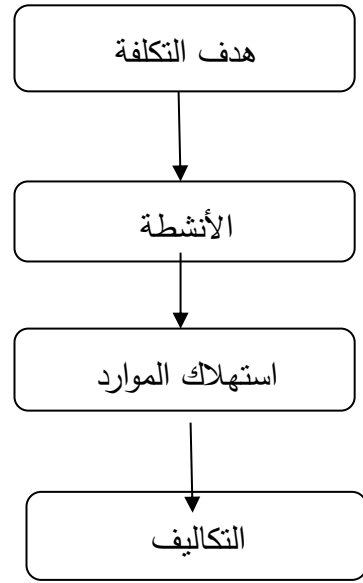 هدف التكلفة
الأنشطة
استهلاك الموارد
التكاليف